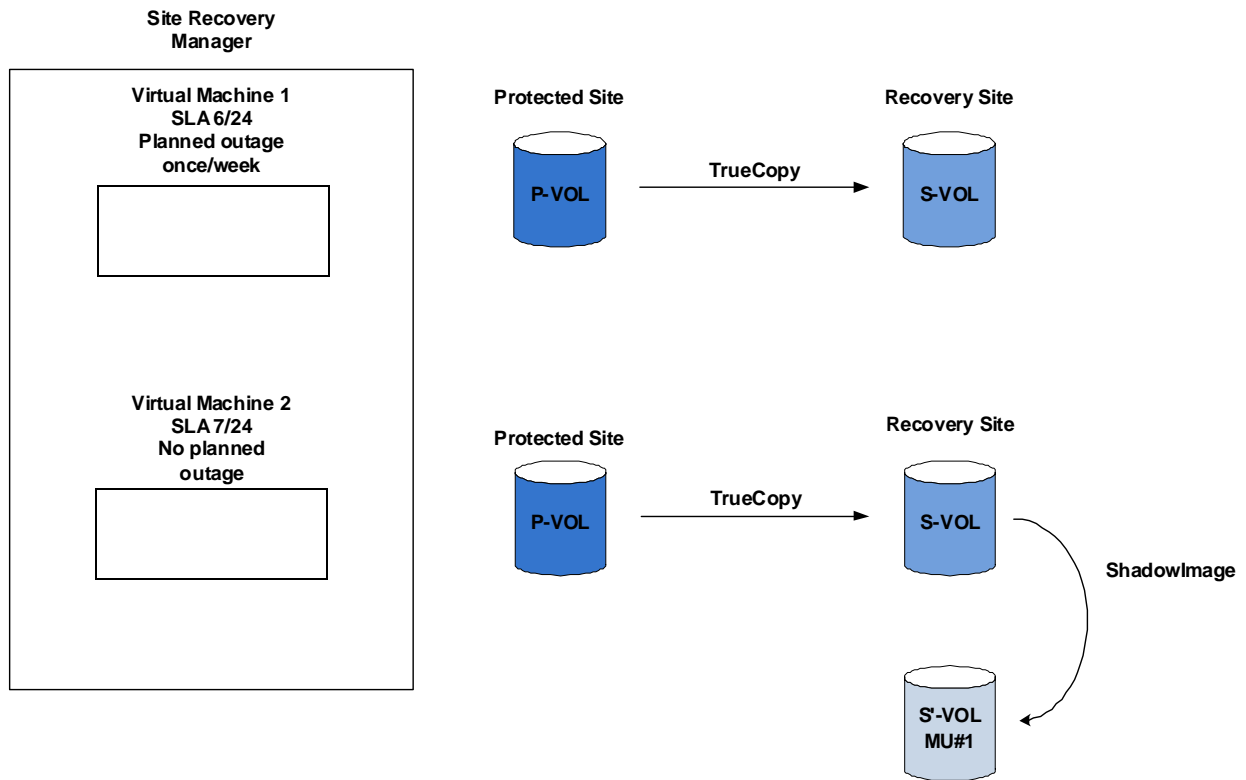 Site Recovery
Manager
Virtual Machine 1
SLA 6/24
Planned outage
once/week
Protected Site
Recovery Site
P-VOL
TrueCopy
S-VOL
Virtual Machine 2
SLA 7/24
No planned
outage
Protected Site
Recovery Site
P-VOL
TrueCopy
S-VOL
ShadowImage
S'-VOL
MU#1